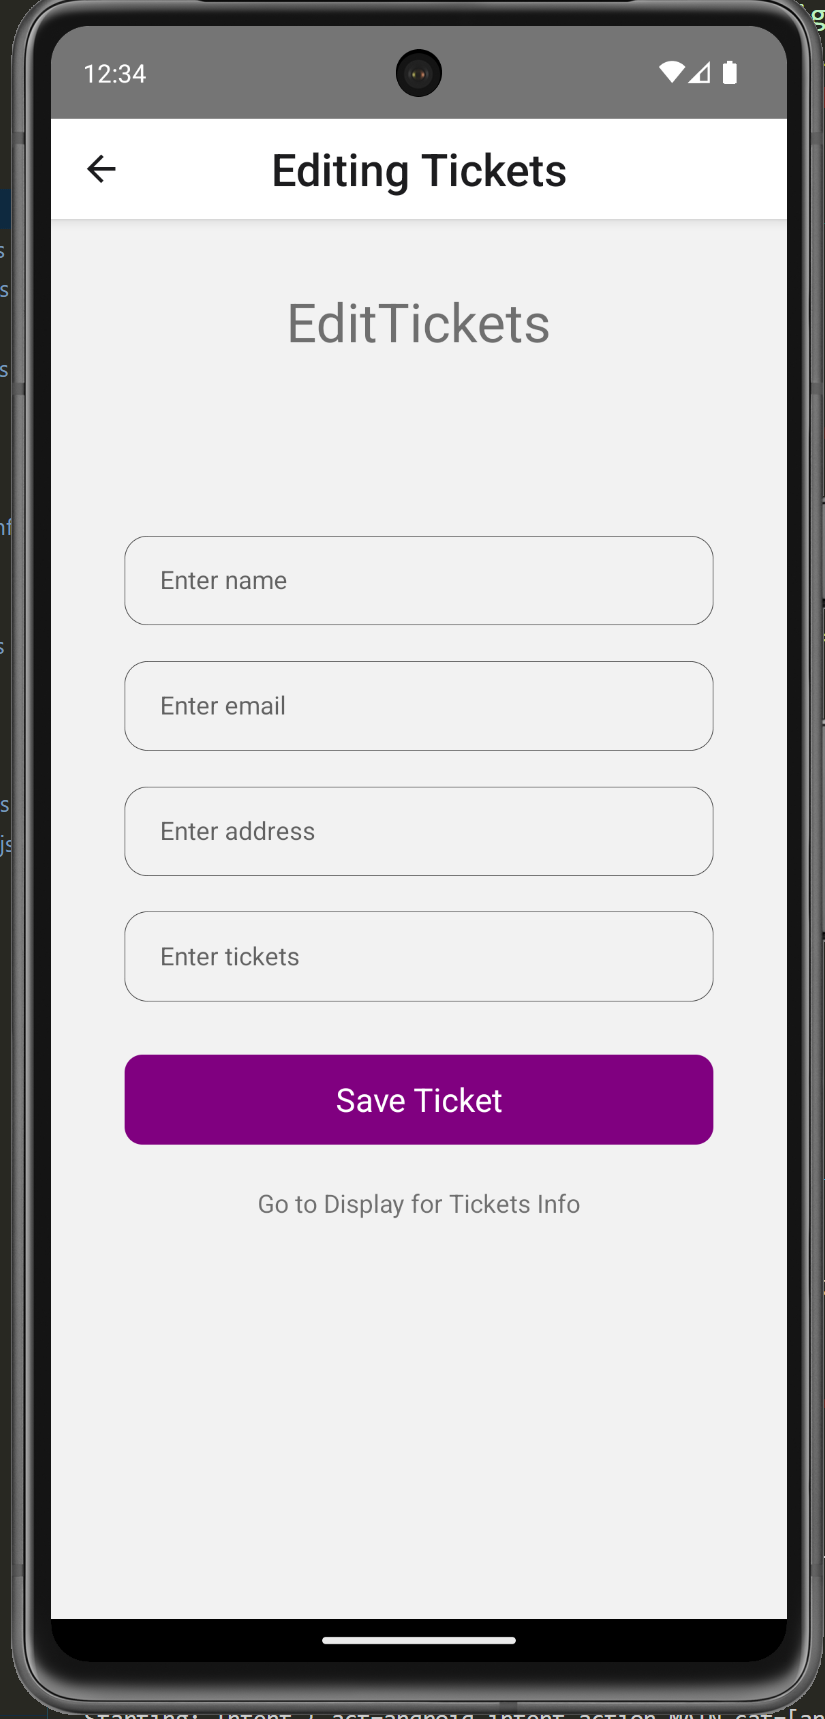 12:34
Editing Tickets
EditTickets
Enter name
Enter email
Enter address
Enter tickets
Save Ticket
Go to Display for Tickets Info